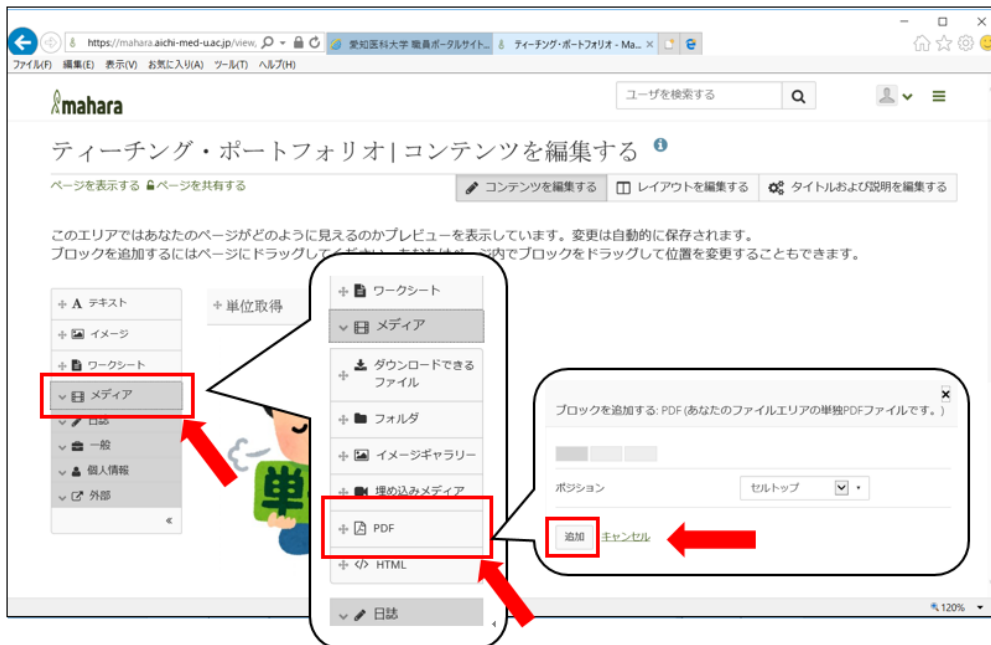 https://mahara.aichi-med-u.ac.jp/view,
愛知医科大学 職員ポータルサイト...
ティーチング・ポートフォリオ - Ma...
ファイル(F) 編集(E) 表示(V) お気に入り(A) ツール(T) ヘルプ(H)
mahara
ユーザを検索する
ティーチング・ポートフォリオ | コンテンツを編集する
ページを表示する ページを共有する
コンテンツを編集する
レイアウトを編集する
タイトルおよび説明を編集する
このエリアではあなたのページがどのように見えるのかプレビューを表示しています。変更は自動的に保存されます。
ブロックを追加するにはページにドラッグして ページ内でブロックをドラッグして位置を変更することもできます。
A テキスト
イメージ
ワークシート
メディア
日誌
一般
個人情報
外部
«
単位取得
単
ワークシート
メディア
ダウンロードできる
ファイル
フォルダ
イメージギャラリー
埋め込みメディア
PDF
</> HTML
日誌
ブロックを追加する: PDF (あなたのファイルエリアの単独PDFファイルです。)
ポジション
セルトップ
追加
キャンセル
120%